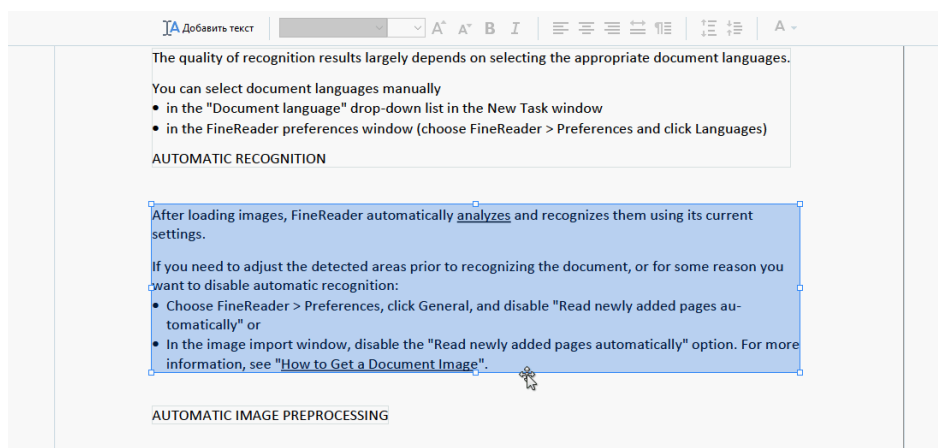 Добавить текст
The quality of recognition results largely depends on selecting the appropriate document languages.
You can select document languages manually
• in the "Document language" drop-down list in the New Task window
• in the FineReader preferences window (choose FineReader > Preferences and click Languages)
AUTOMATIC RECOGNITION
After loading images, FineReader automatically analyzes and recognizes them using its current
settings.
If you need to adjust the detected areas prior to recognizing the document, or for some reason you
want to disable automatic recognition:
• Choose FineReader > Preferences, click General, and disable "Read newly added pages au-
tomatically" or
• In the image import window, disable the "Read newly added pages automatically" option. For more
information, see "How to Get a Document Image".
AUTOMATIC IMAGE PREPROCESSING